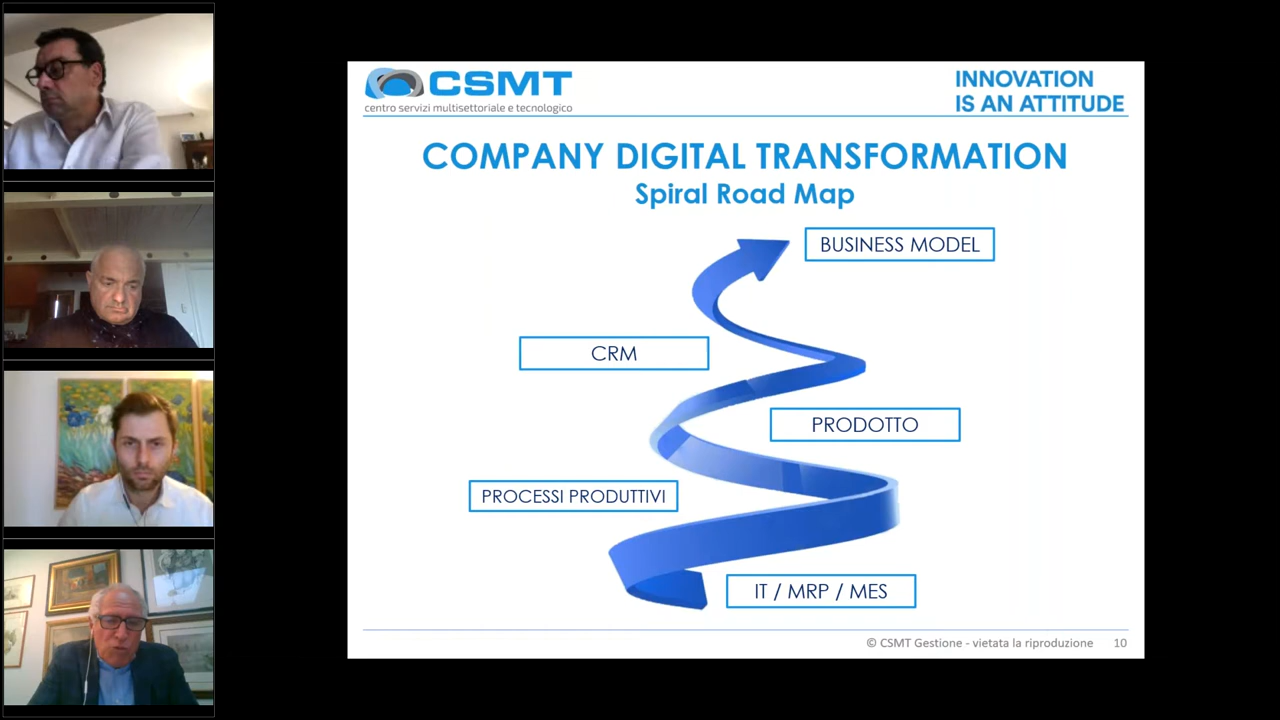 CSMT
centro servizi multisettoriale e tecnologico
INNOVATION
IS AN ATTITUDE
COMPANY DIGITAL TRANSFORMATION
Spiral Road Map
BUSINESS MODEL
CRM
PRODOTTO
PROCESSI PRODUTTIVI
IT / MRP / MES
© CSMT Gestione - vietata la riproduzione 10